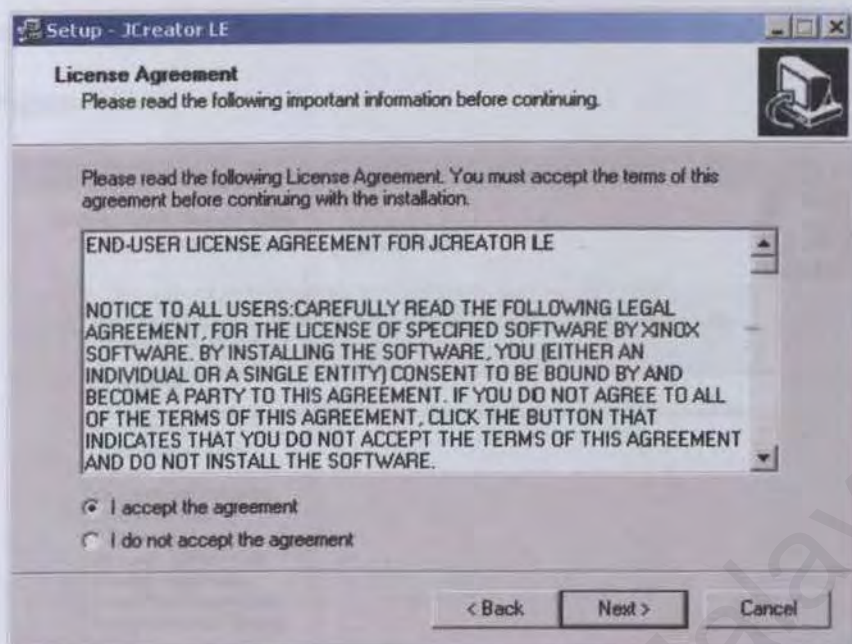 Setup - JCreator LE
License Agreement
Please read the following important information before continuing.
Please read the following License Agreement. You must accept the terms of this
agreement before continuing with the installation.
END-USER LICENSE AGREEMENT FOR JCREATOR LE
NOTICE TO ALL USERS:CAREFULLY READ THE FOLLOWING LEGAL
AGREEMENT, FOR THE LICENSE OF SPECIFIED SOFTWARE BY XINOX
SOFTWARE. BY INSTALLING THE SOFTWARE, YOU (EITHER AN
INDIVIDUAL OR A SINGLE ENTITY) CONSENT TO BE BOUND BY AND
BECOME A PARTY TO THIS AGREEMENT. IF YOU DO NOT AGREE TO ALL
OF THE TERMS OF THIS AGREEMENT, CLICK THE BUTTON THAT
INDICATES THAT YOU DO NOT ACCEPT THE TERMS OF THIS AGREEMENT
AND DO NOT INSTALL THE SOFTWARE.
I accept the agreement
I do not accept the agreement
< Back Next > Cancel